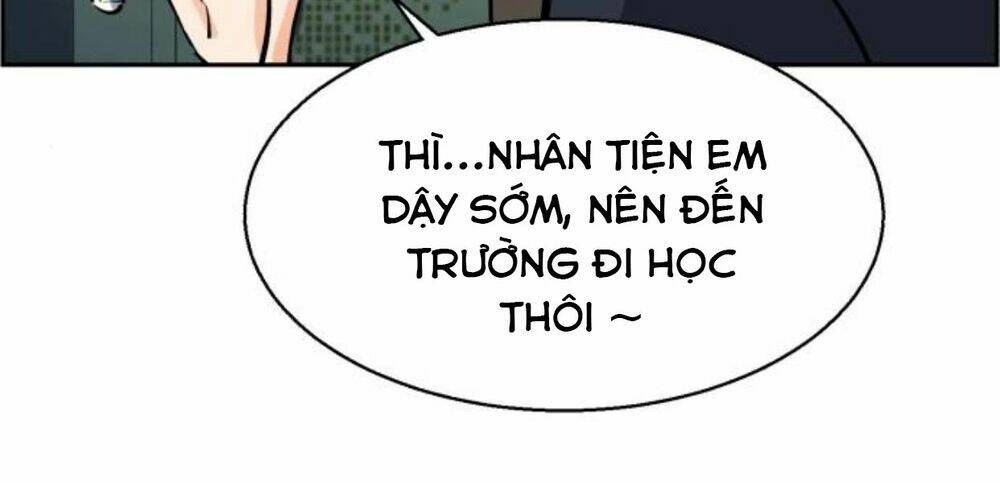 THÌ...NHÂN TIỆN EM
DẬY SỚM, NÊN ĐẾN
TRƯỜNG ĐI HỌC
THÔI ~